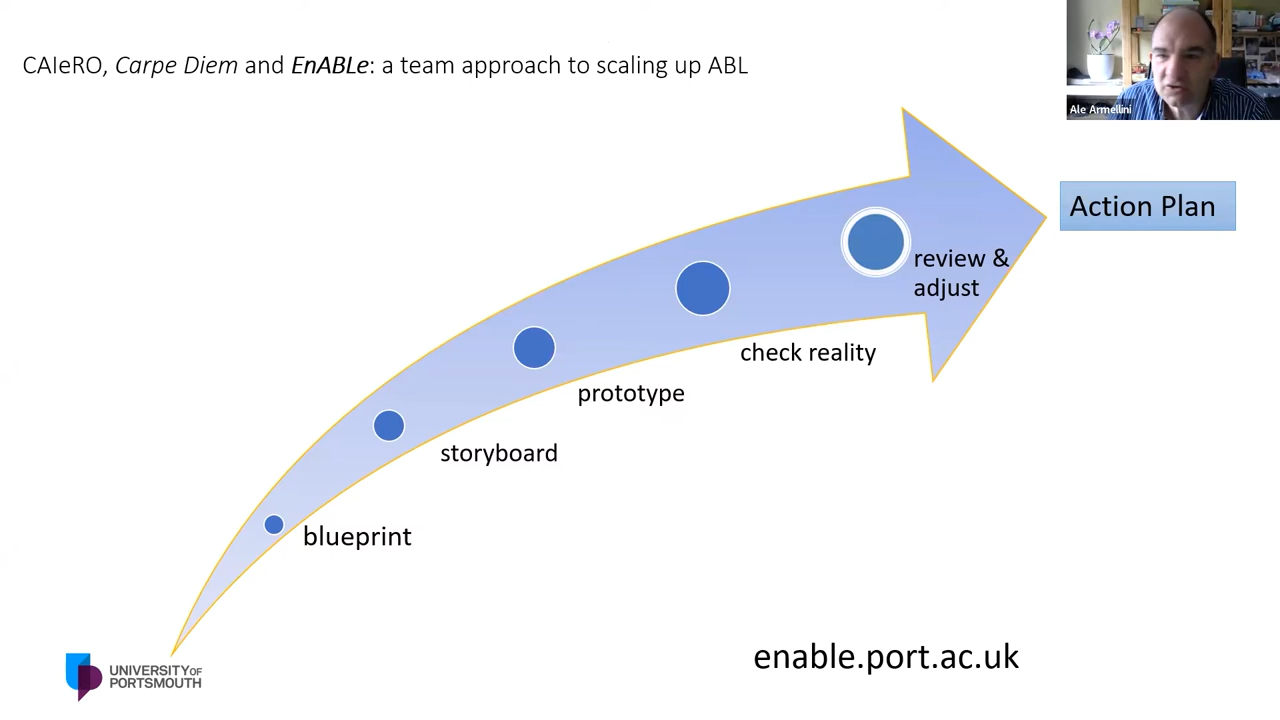 CAIeRO, Carpe Diem and EnABLe: a team approach to scaling up ABL
Ale Armellini
Action Plan
review &
adjust
check reality
prototype
storyboard
blueprint
enable.port.ac.uk
UNIVERSITY OF
PORTSMOUTH